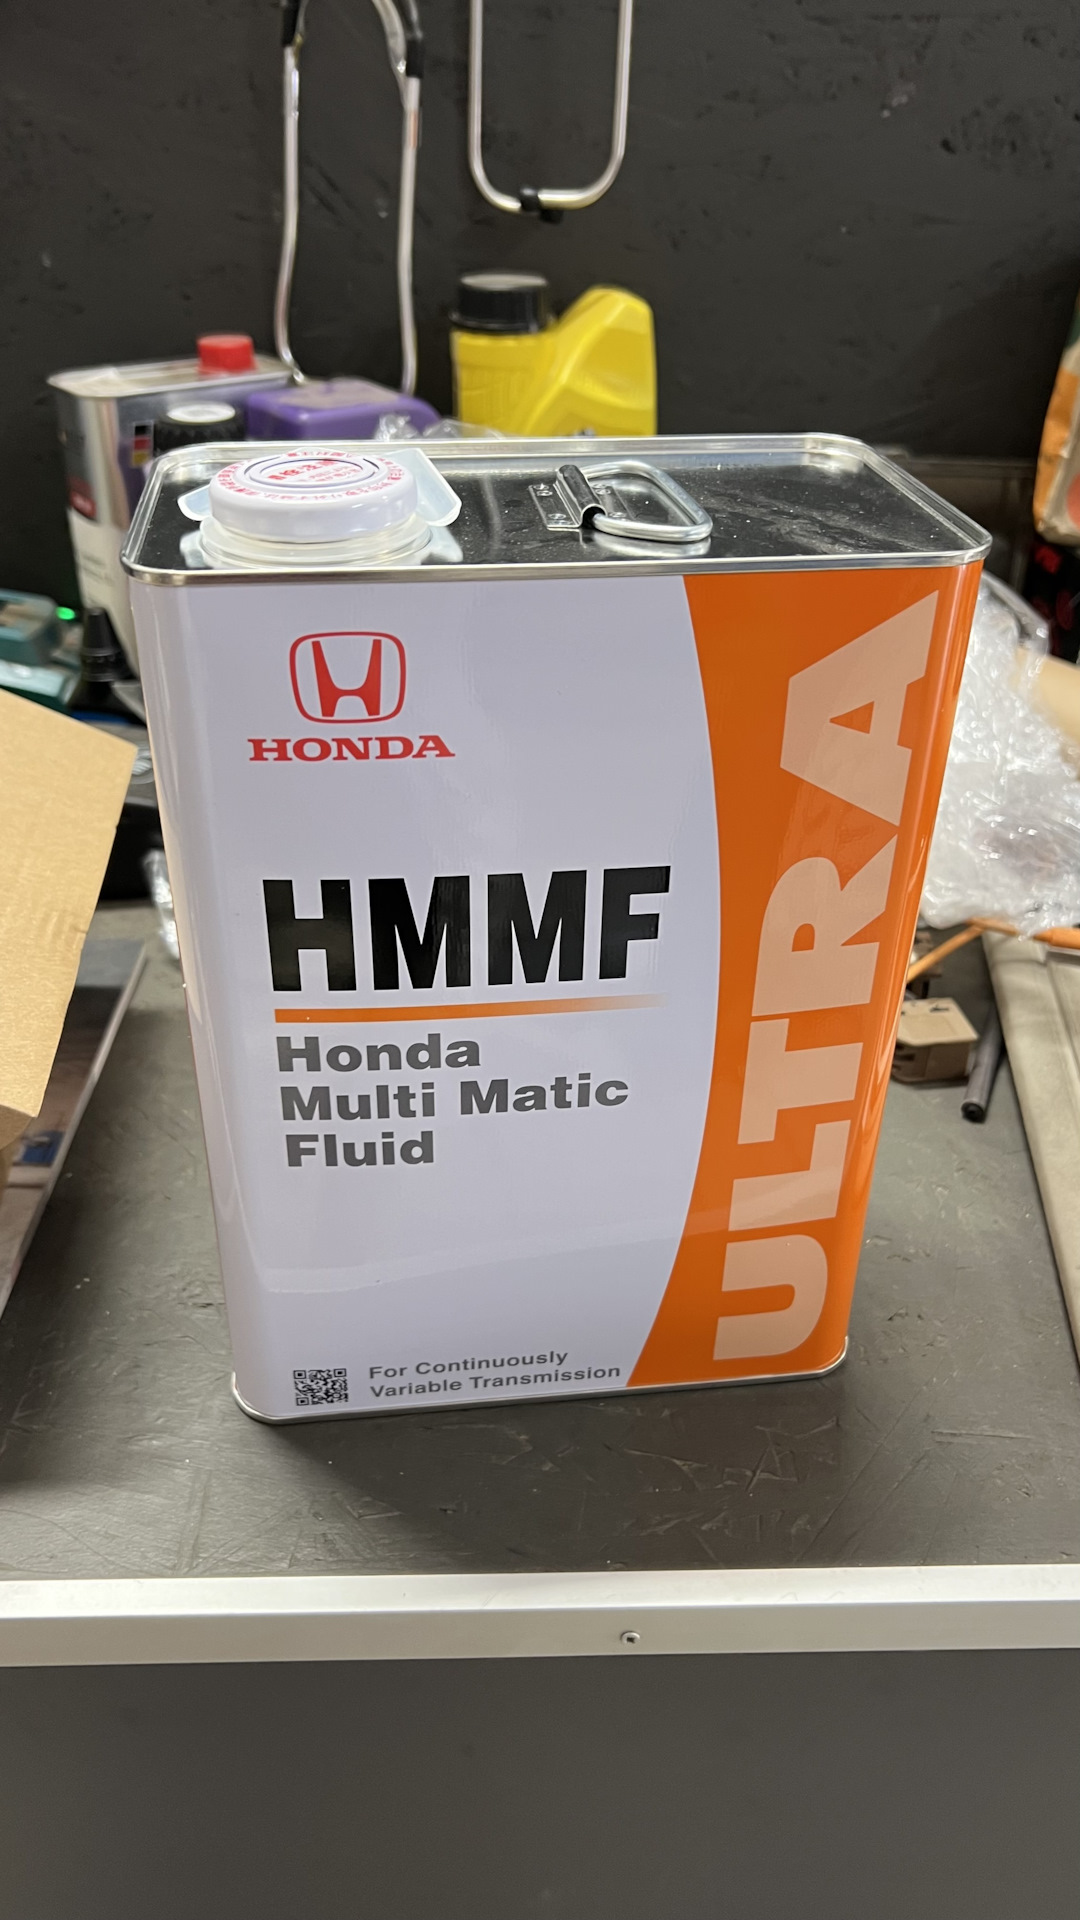 HONDA
HMMF
Honda
Multi Matic
Fluid
For Continuously
Variable Transmission
ULTRA